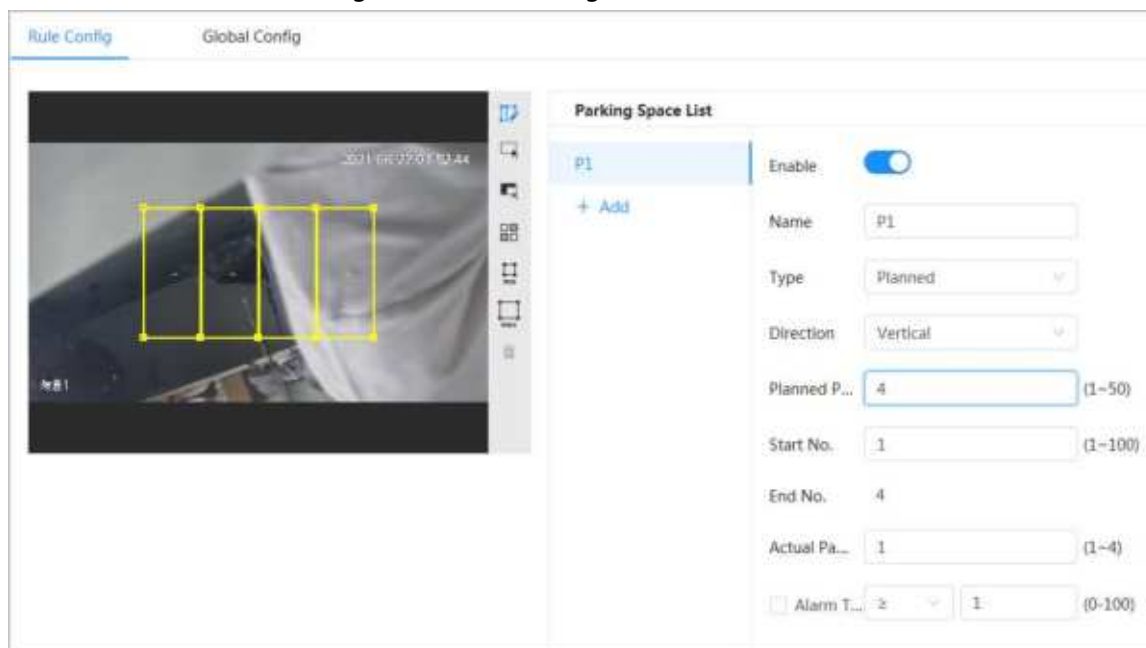 Rule Config Global Config
Parking Space List
P1
+ Add
Enable
Name P1
Type Planned
Direction Vertical
Planned P... 4 (1~50)
Start No. 1 (1~100)
End No. 4
Actual Pa... 1 (1~4)
Alarm T... ≥ 1 (0-100)